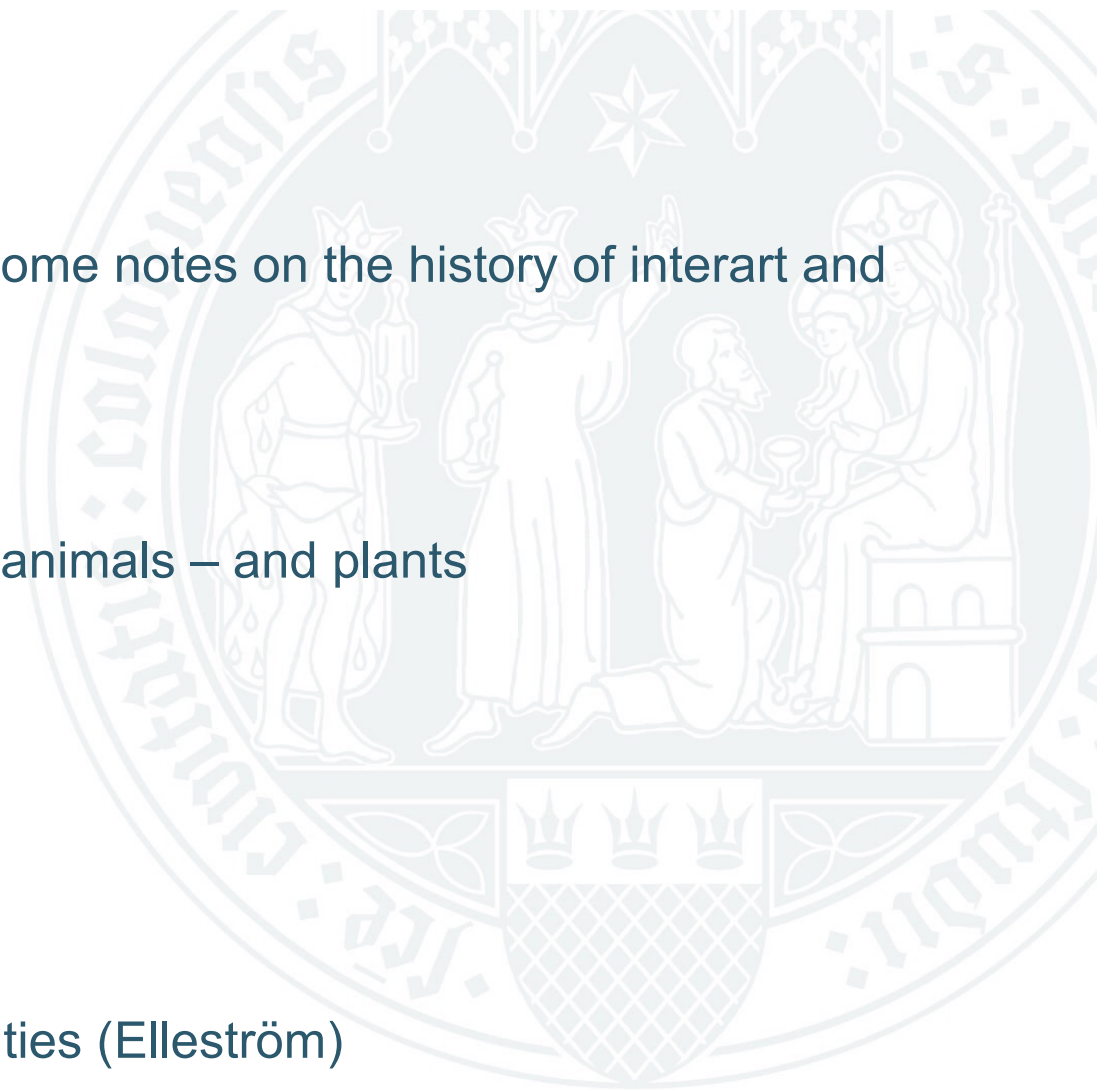 ome notes on the history of interart and
animals – and plants
ties (Elleström)